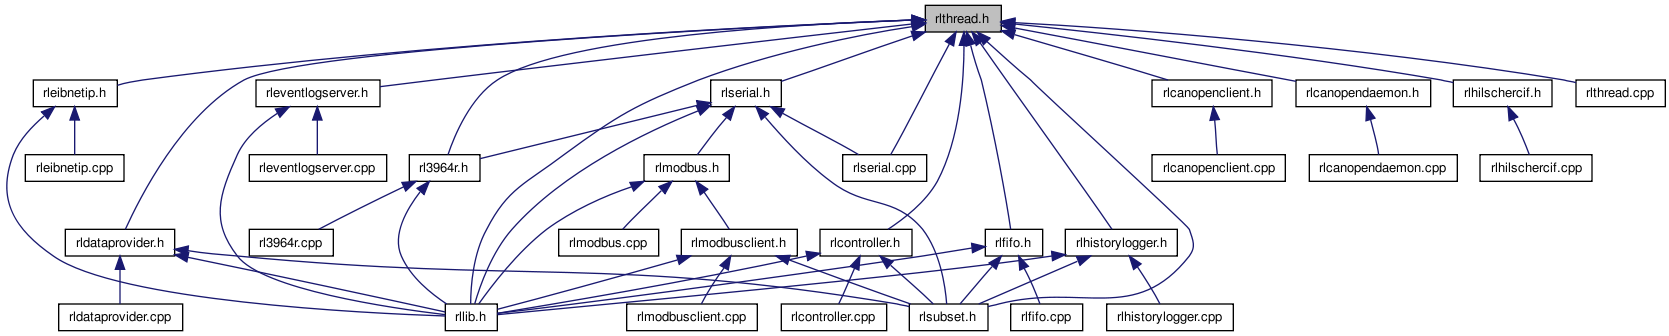 rlthread.h
rleibnetip.h
rleventlogserver.h
rlserial.h
rlcanopenclient.h
rlcanopendaemon.h
rlhilschercif.h
rlthread.cpp
rleibnetip.cpp
rleventlogserver.cpp
rl3964r.h
rlmodbus.h
rlserial.cpp
rlcanopenclient.cpp
rlcanopendaemon.cpp
rlhilschercif.cpp
rldataprovider.h
rl3964r.cpp
rlmodbus.cpp
rlmodbusclient.h
rlcontroller.h
rlfifo.h
rlhistorylogger.h
rldataprovider.cpp
rllib.h
rlmodbusclient.cpp
rlcontroller.cpp
rlsubset.h
rlfifo.cpp
rlhistorylogger.cpp